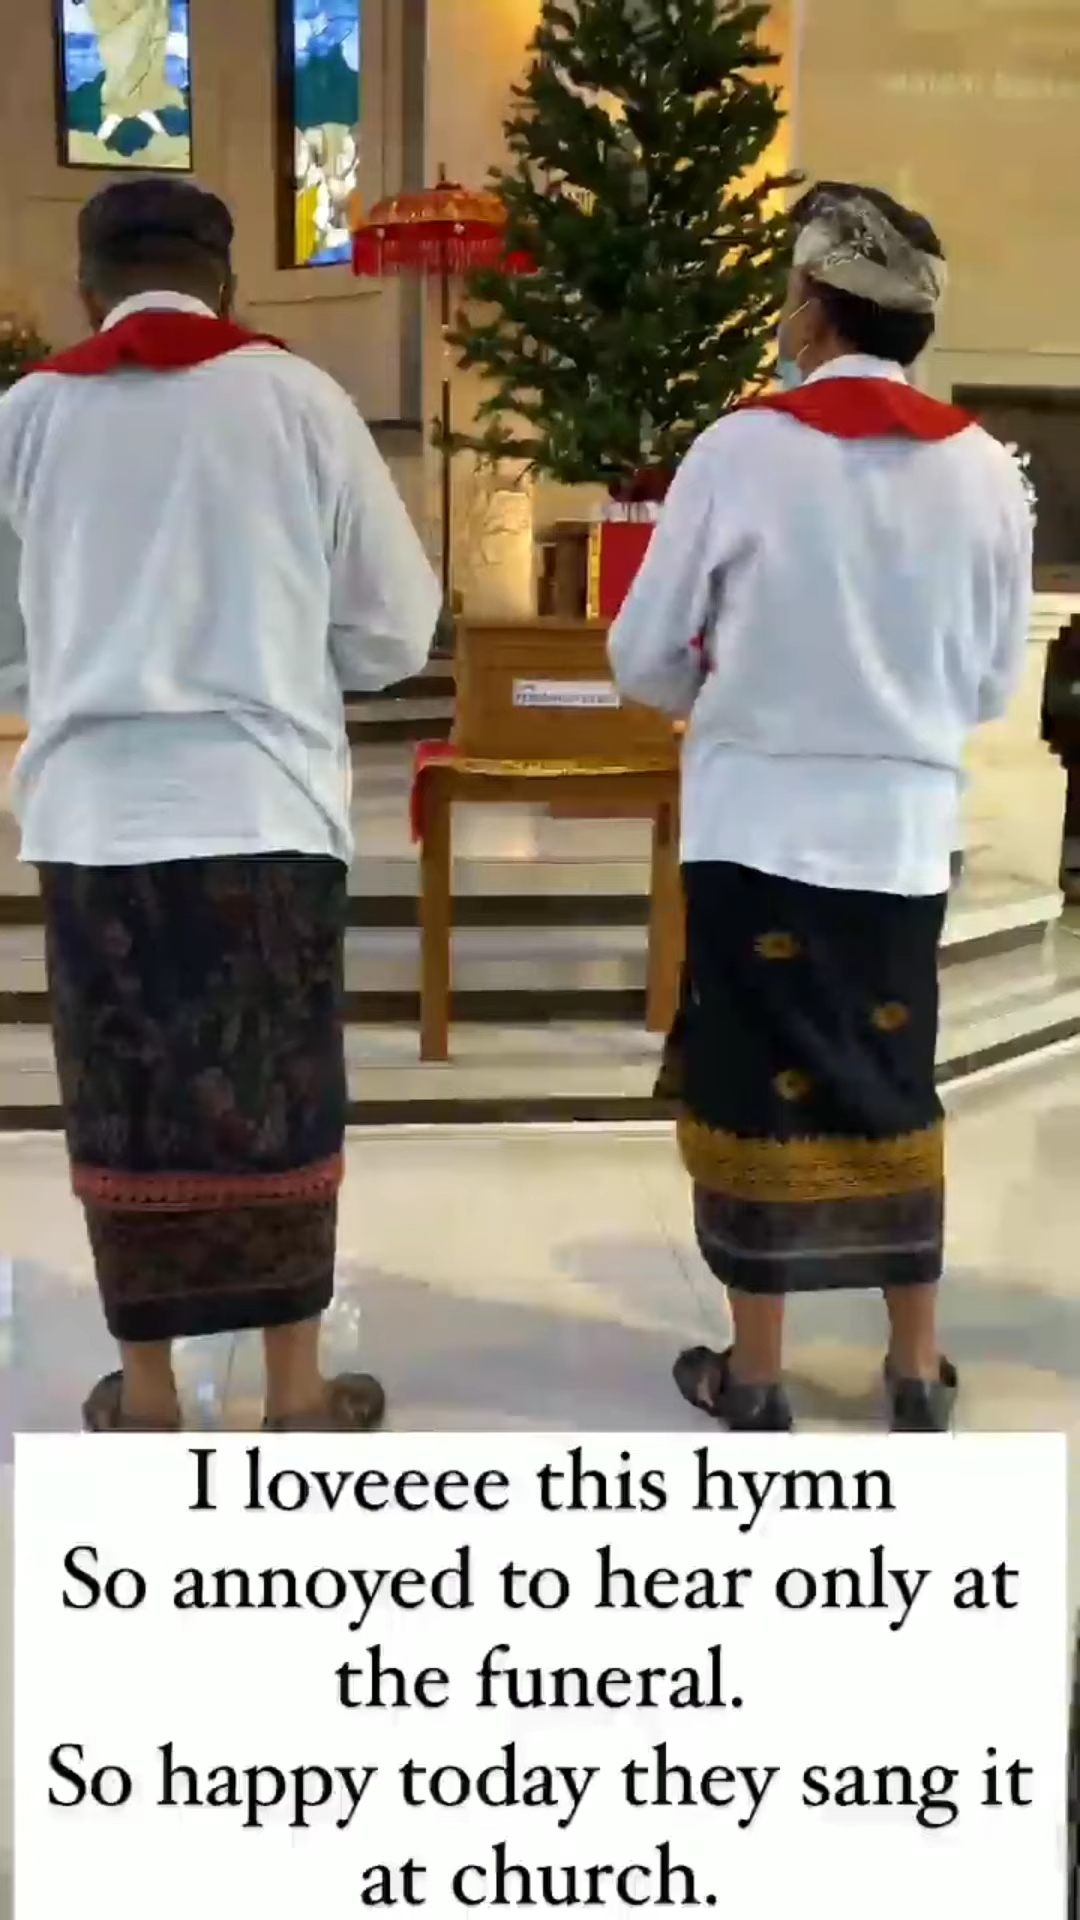 I loveeee this hymn
So annoyed to hear only at
the funeral.
So happy today they sang it
at church.